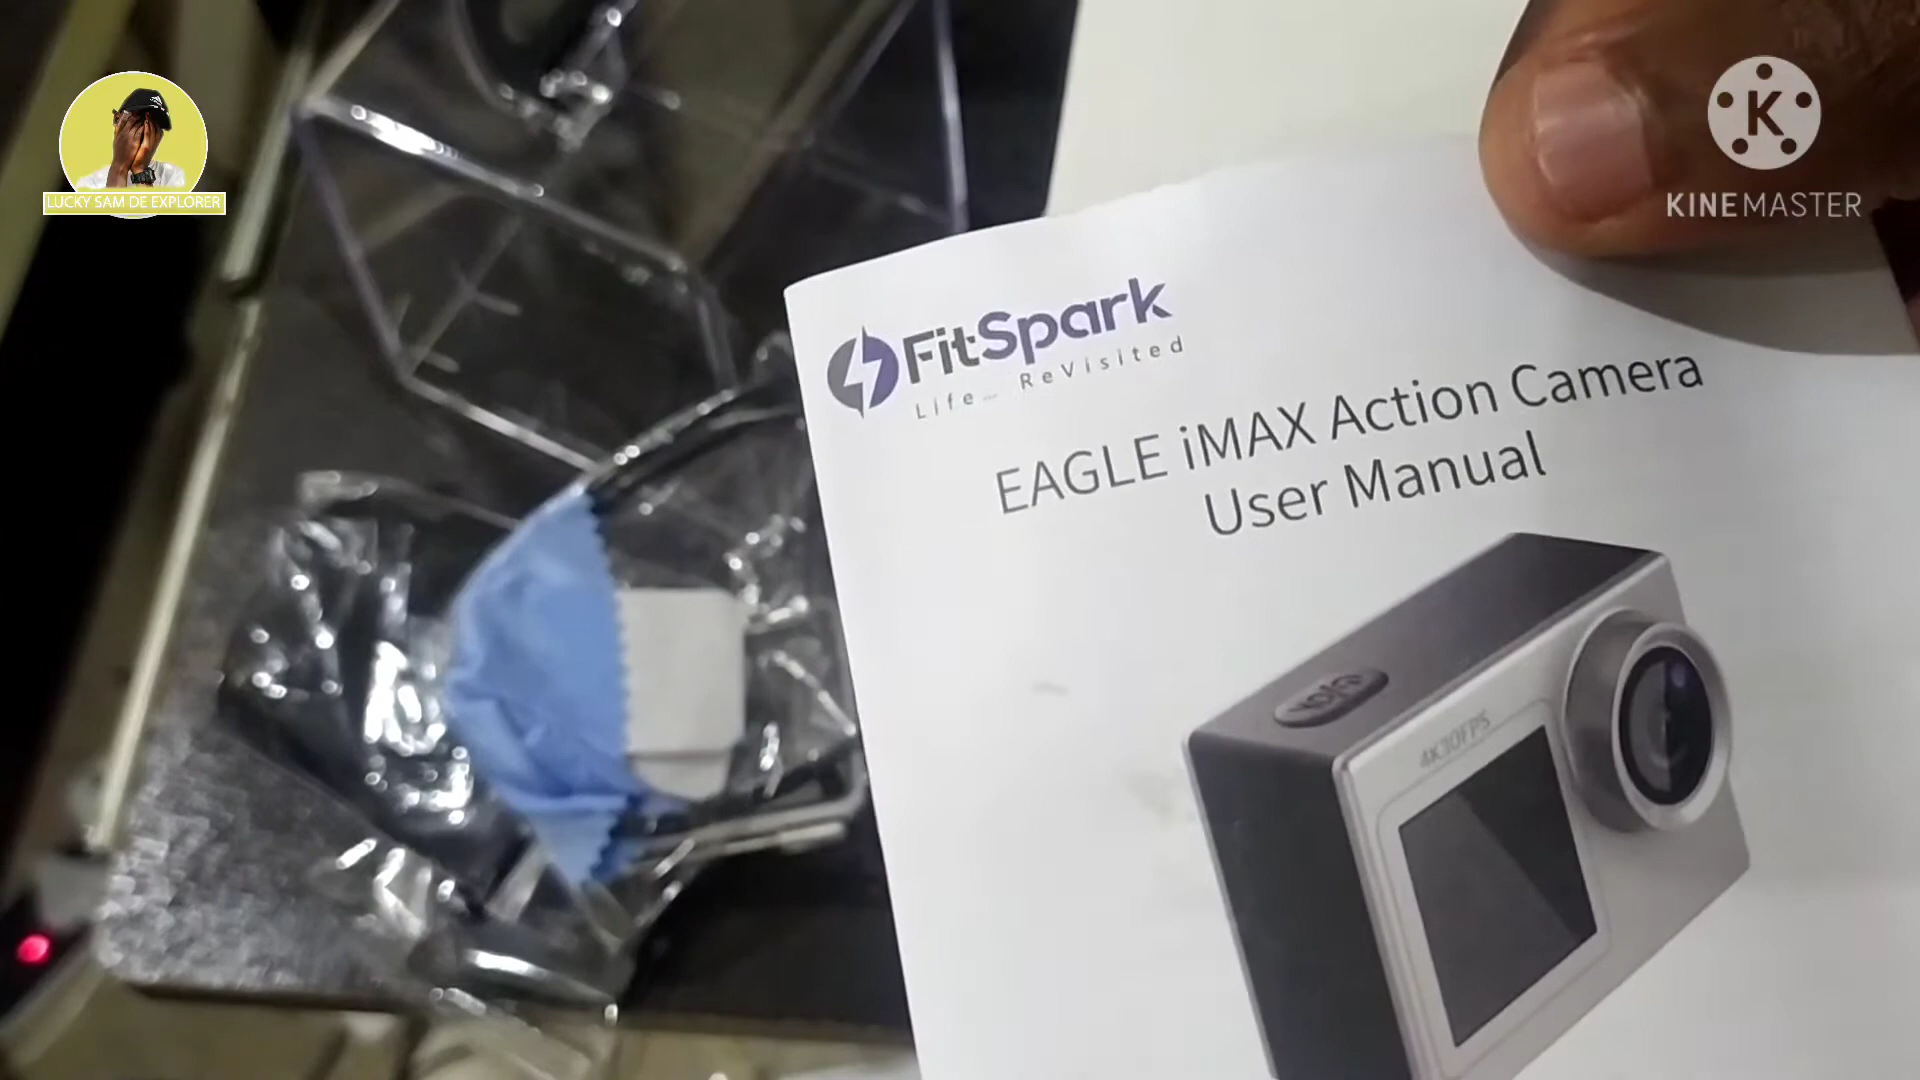 LUCKY SAM DE EXPLORER
K
KINEMASTER
FitSpark
Life ReVisited
EAGLE iMAX Action Camera
User Manual
4K30FPS